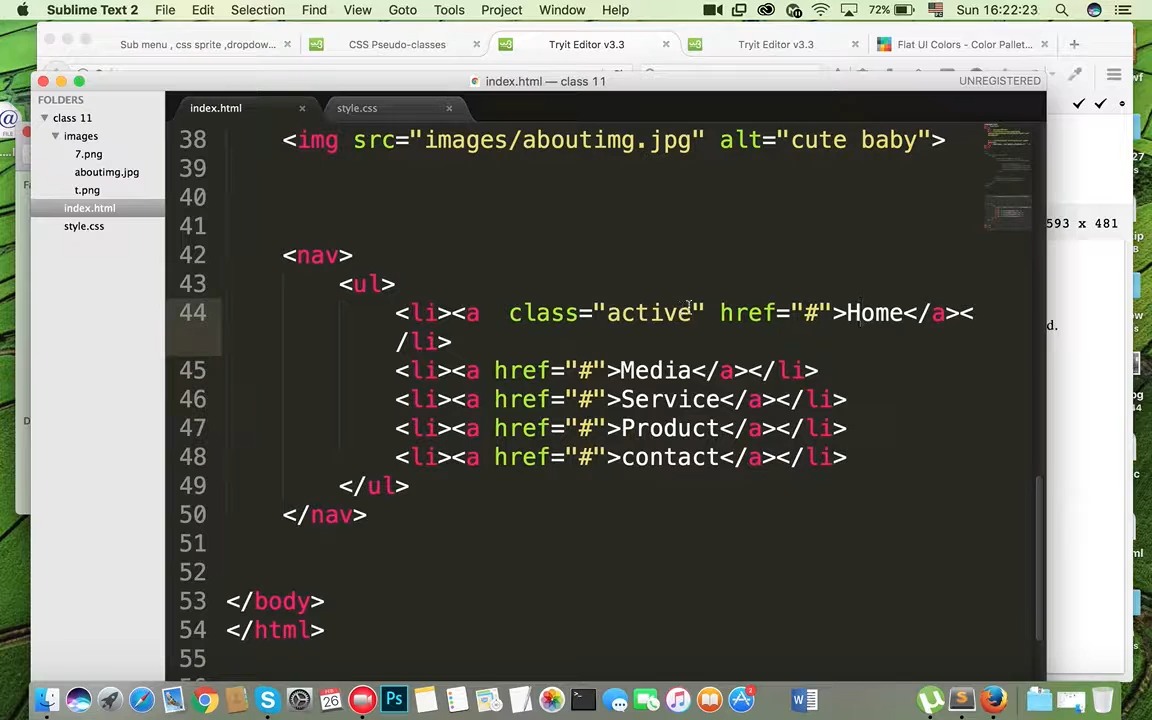 Sublime Text 2 File Edit Selection Find View Goto Tools Project Window Help 72% Sun 16:22:23
Sub menu , css sprite ,dropdow... × CSS Pseudo-classes × Tryit Editor v3.3 × Tryit Editor v3.3 × Flat UI Colors - Color Pallet... × +
index.html — class 11 UNREGISTERED
FOLDERS
class 11
images
7.png
aboutimg.jpg
t.png
index.html
style.css
index.html × style.css ×
38 <img src="images/aboutimg.jpg" alt="cute baby">
39
40
41
42 <nav>
43 <ul>
44 <li><a  class="active" href="#">Home</a><
/li>
45 <li><a href="#">Media</a></li>
46 <li><a href="#">Service</a></li>
47 <li><a href="#">Product</a></li>
48 <li><a href="#">contact</a></li>
49 </ul>
50 </nav>
51
52
53 </body>
54 </html>
55
593 x 481
d.
FEB
26
Ps